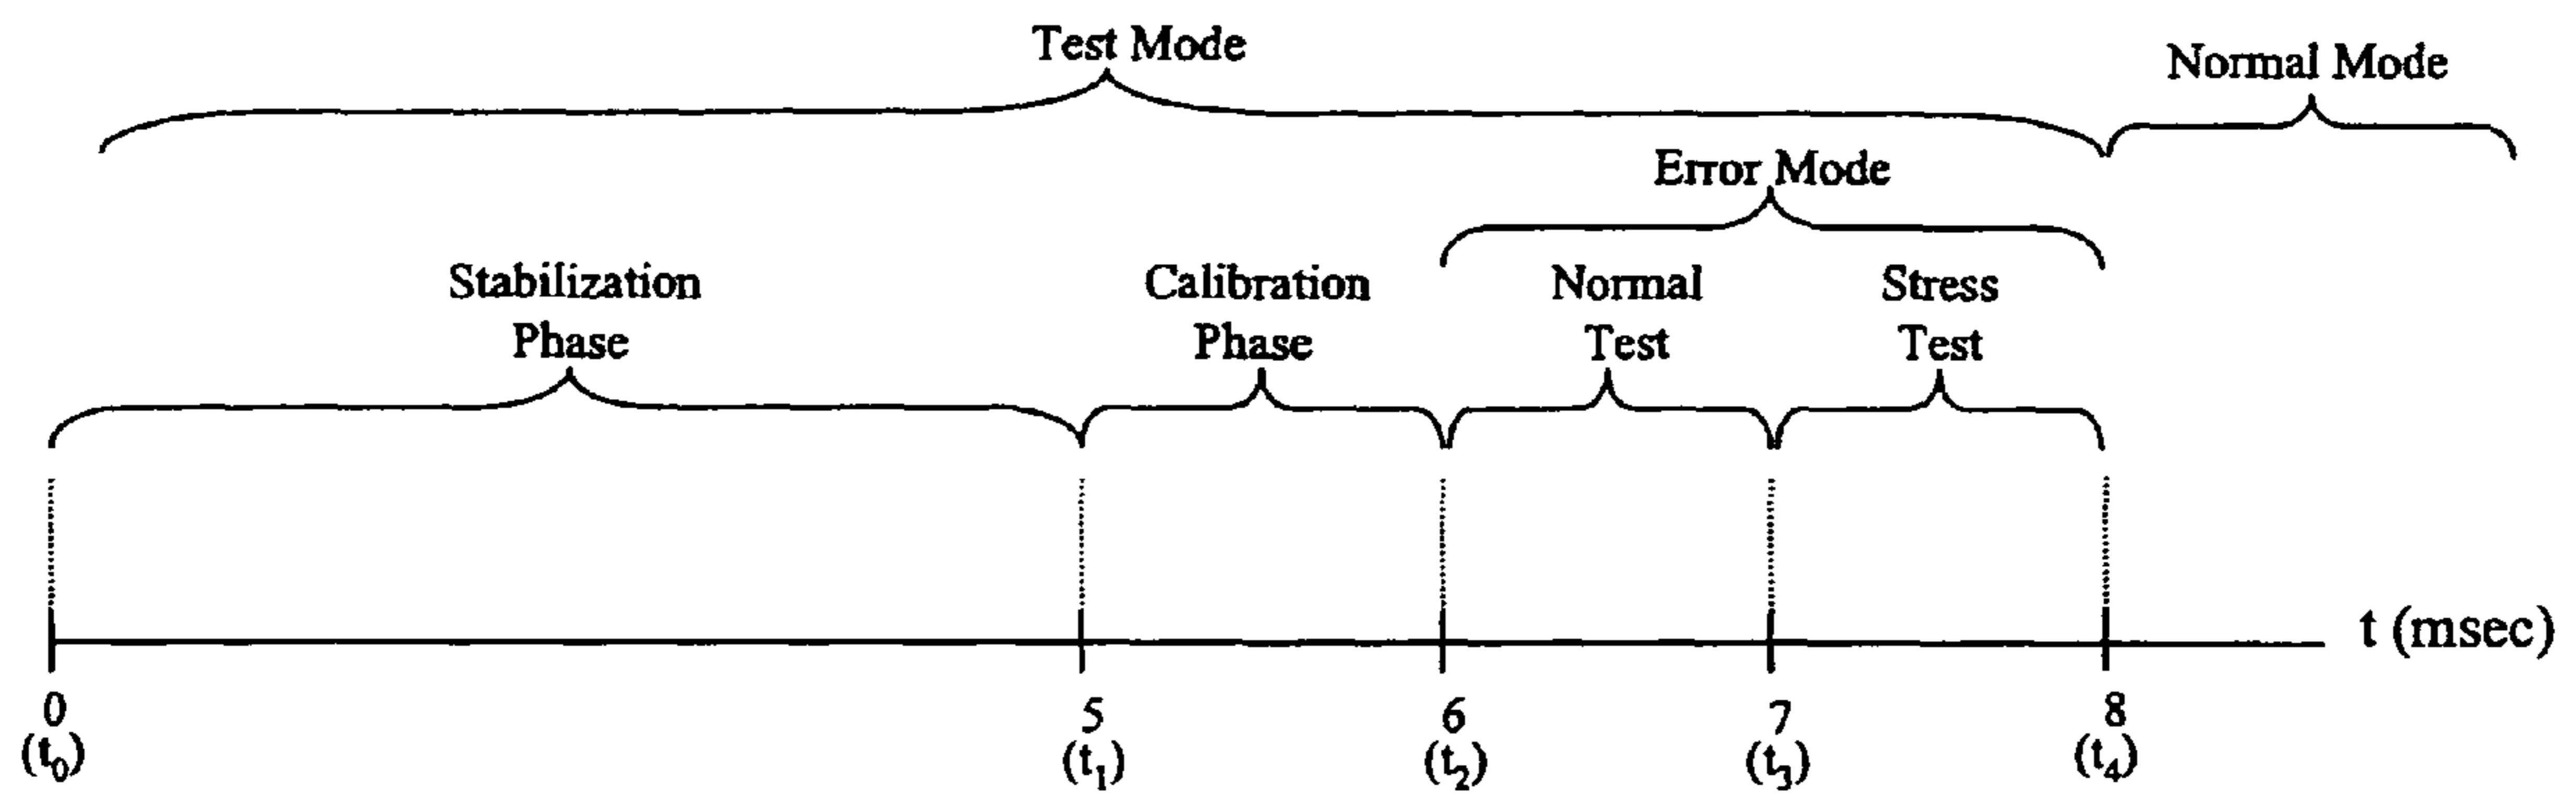 Test Mode
Normal Mode
Error Mode
Stabilization
Phase
Calibration
Phase
Normal
Test
Stress
Test
t (msec)
0
(t0)
5
(t1)
6
(t2)
7
(t3)
8
(t4)